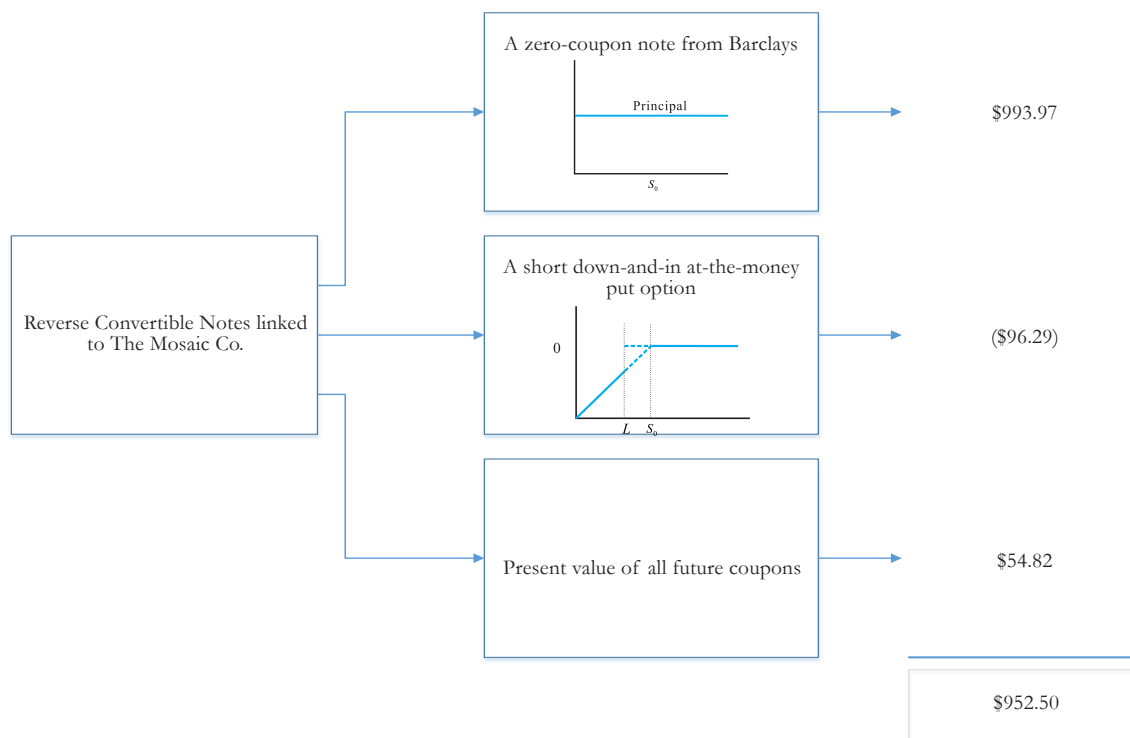 A zero-coupon note from Barclays
Principal
S₀
$993.97
Reverse Convertible Notes linked
to The Mosaic Co.
A short down-and-in at-the-money
put option
0
L S₀
($96.29)
Present value of all future coupons
$54.82
$952.50